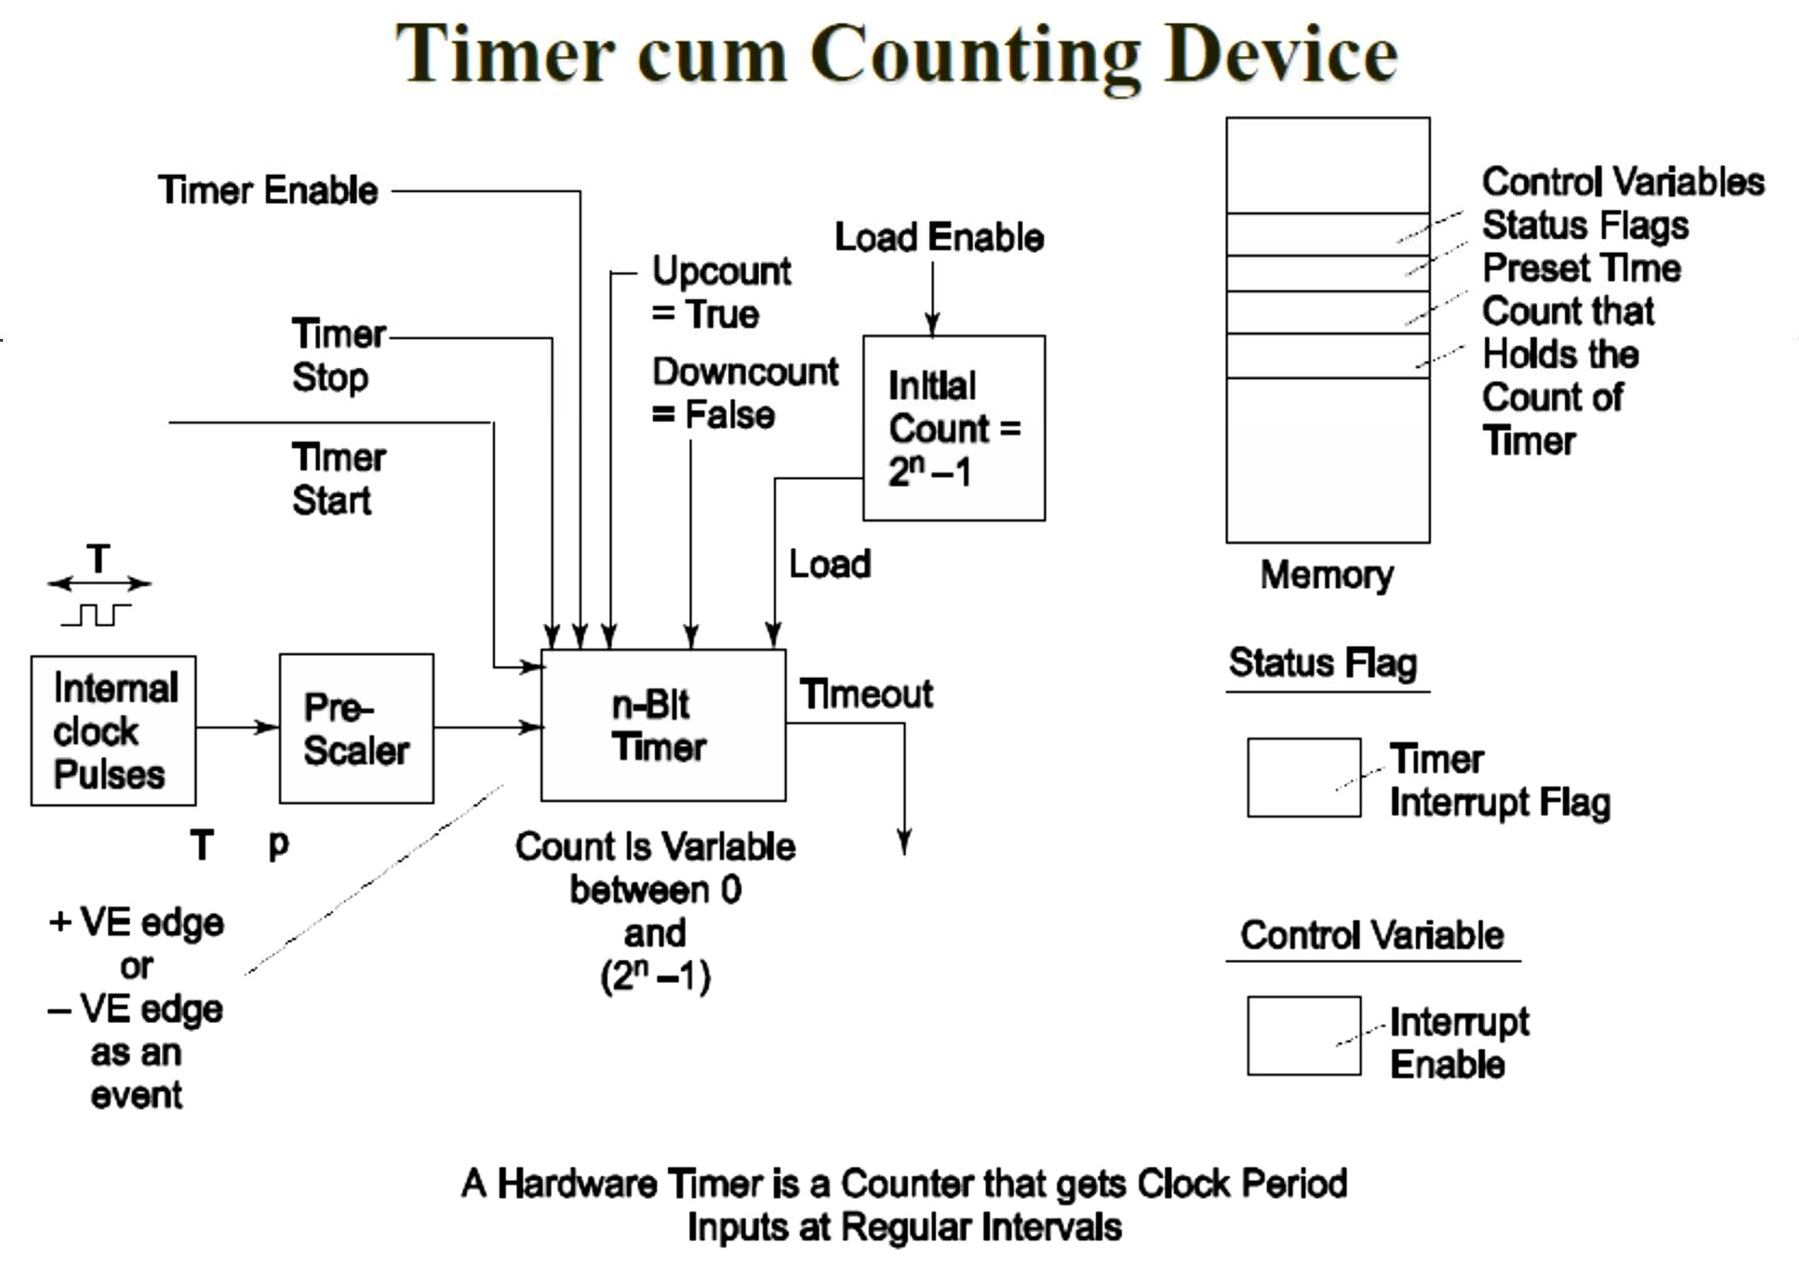 Timer cum Counting Device
Timer Enable
Load Enable
Upcount
= True
Timer
Stop
Downcount
= False
Initial
Count =
2ⁿ –1
Timer
Start
Load
T
Internal
clock
Pulses
Pre-
Scaler
n-Bit
Timer
Timeout
T p
Count is Variable
between 0
and
(2ⁿ –1)
+ VE edge
or
– VE edge
as an
event
Control Variables
Status Flags
Preset Time
Count that
Holds the
Count of
Timer
Memory
Status Flag
Timer
Interrupt Flag
Control Variable
Interrupt
Enable
A Hardware Timer is a Counter that gets Clock Period
Inputs at Regular Intervals